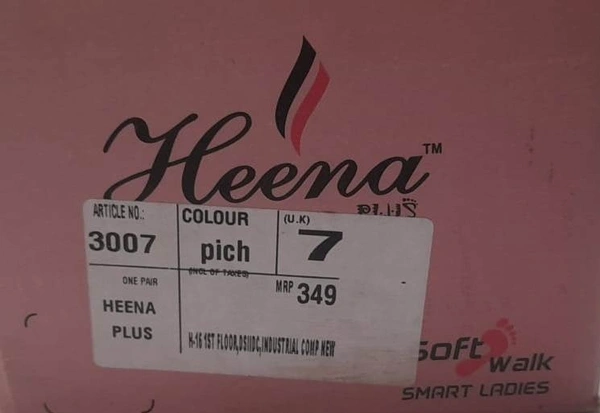 Heena™
PLUS
ARTICLE NO.: COLOUR (U.K)
3007 pich 7
(INCL OF TAXES)
ONE PAIR MRP 349
HEENA
PLUS
H-16 1ST FLOOR,DSIIDC,INDUSTRIAL COMP NEW
Soft Walk
SMART LADIES